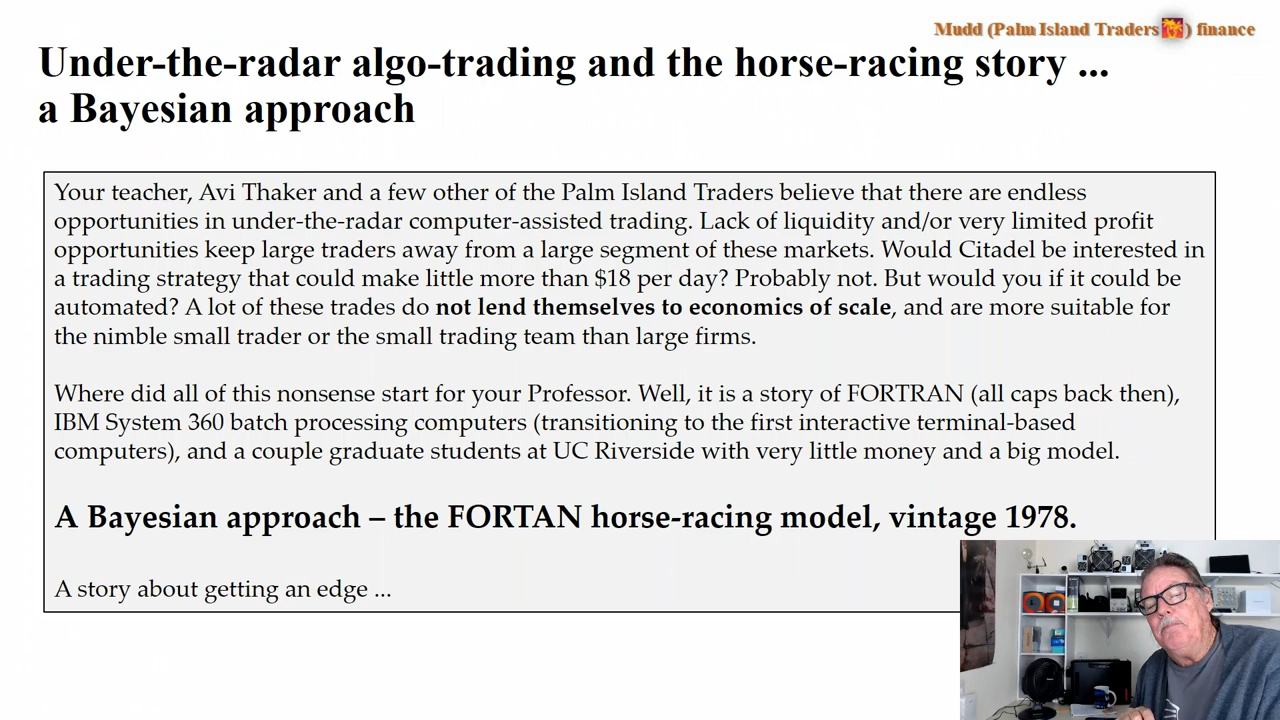 Mudd (Palm Island Traders ) finance
Under-the-radar algo-trading and the horse-racing story ...
a Bayesian approach
Your teacher, Avi Thaker and a few other of the Palm Island Traders believe that there are endless
opportunities in under-the-radar computer-assisted trading. Lack of liquidity and/or very limited profit
opportunities keep large traders away from a large segment of these markets. Would Citadel be interested in
a trading strategy that could make little more than $18 per day? Probably not. But would you if it could be
automated? A lot of these trades do not lend themselves to economics of scale, and are more suitable for
the nimble small trader or the small trading team than large firms.
Where did all of this nonsense start for your Professor. Well, it is a story of FORTRAN (all caps back then),
IBM System 360 batch processing computers (transitioning to the first interactive terminal-based
computers), and a couple graduate students at UC Riverside with very little money and a big model.
A Bayesian approach – the FORTAN horse-racing model, vintage 1978.
A story about getting an edge ...